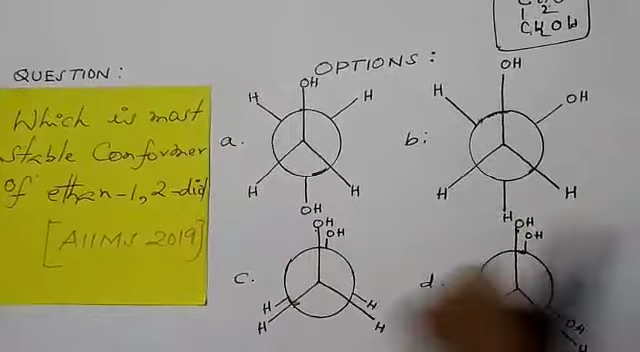 CH2OH
QUESTION:
OPTIONS:
Which is most
stable Conformer
of ethan-1,2-diol
[AIIMS 2019]
a.
OH
H
H
H
H
OH
b;
OH
H
OH
H
H
H
c.
OH
OH
H
H
H
H
d.
OH
OH
OH
H